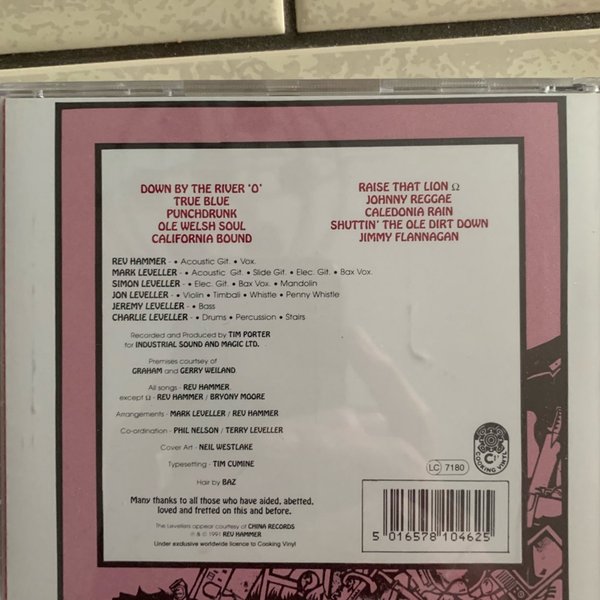 DOWN BY THE RIVER 'O'
TRUE BLUE
PUNCHDRUNK
OLE WELSH SOUL
CALIFORNIA BOUND
RAISE THAT LION Ω
JOHNNY REGGAE
CALEDONIA RAIN
SHUTTIN' THE OLE DIRT DOWN
JIMMY FLANNAGAN
REV HAMMER - • Acoustic Git. • Vox.
MARK LEVELLER - • Acoustic Git. • Slide Git • Elec. Git. • Bax Vox.
SIMON LEVELLER - • Elec. Git • Bax Vox. • Mandolin
JON LEVELLER - • Violin • Timbali • Whistle • Penny Whistle
JEREMY LEVELLER - • Bass
CHARLIE LEVELLER - • Drums • Percussion • Stairs
Recorded and Produced by TIM PORTER
for INDUSTRIAL SOUND AND MAGIC LTD.
Premises courtsey of
GRAHAM and GERRY WEILAND
All songs - REV HAMMER
except Ω - REV HAMMER / BRYONY MOORE
Arrangements - MARK LEVELLER / REV HAMMER
Co-ordination - PHIL NELSON / TERRY LEVELLER
Cover Art - NEIL WESTLAKE
Typesetting - TIM CUMINE
Hair by BAZ
Many thanks to all those who have aided, abetted,
loved and fretted on this and before.
The Levellers appear courtesy of CHINA RECORDS
℗ & © 1991 REV HAMMER
Under exclusive worldwide licence to Cooking Vinyl
LC 7180
COOKING VINYL
5 016578 104625